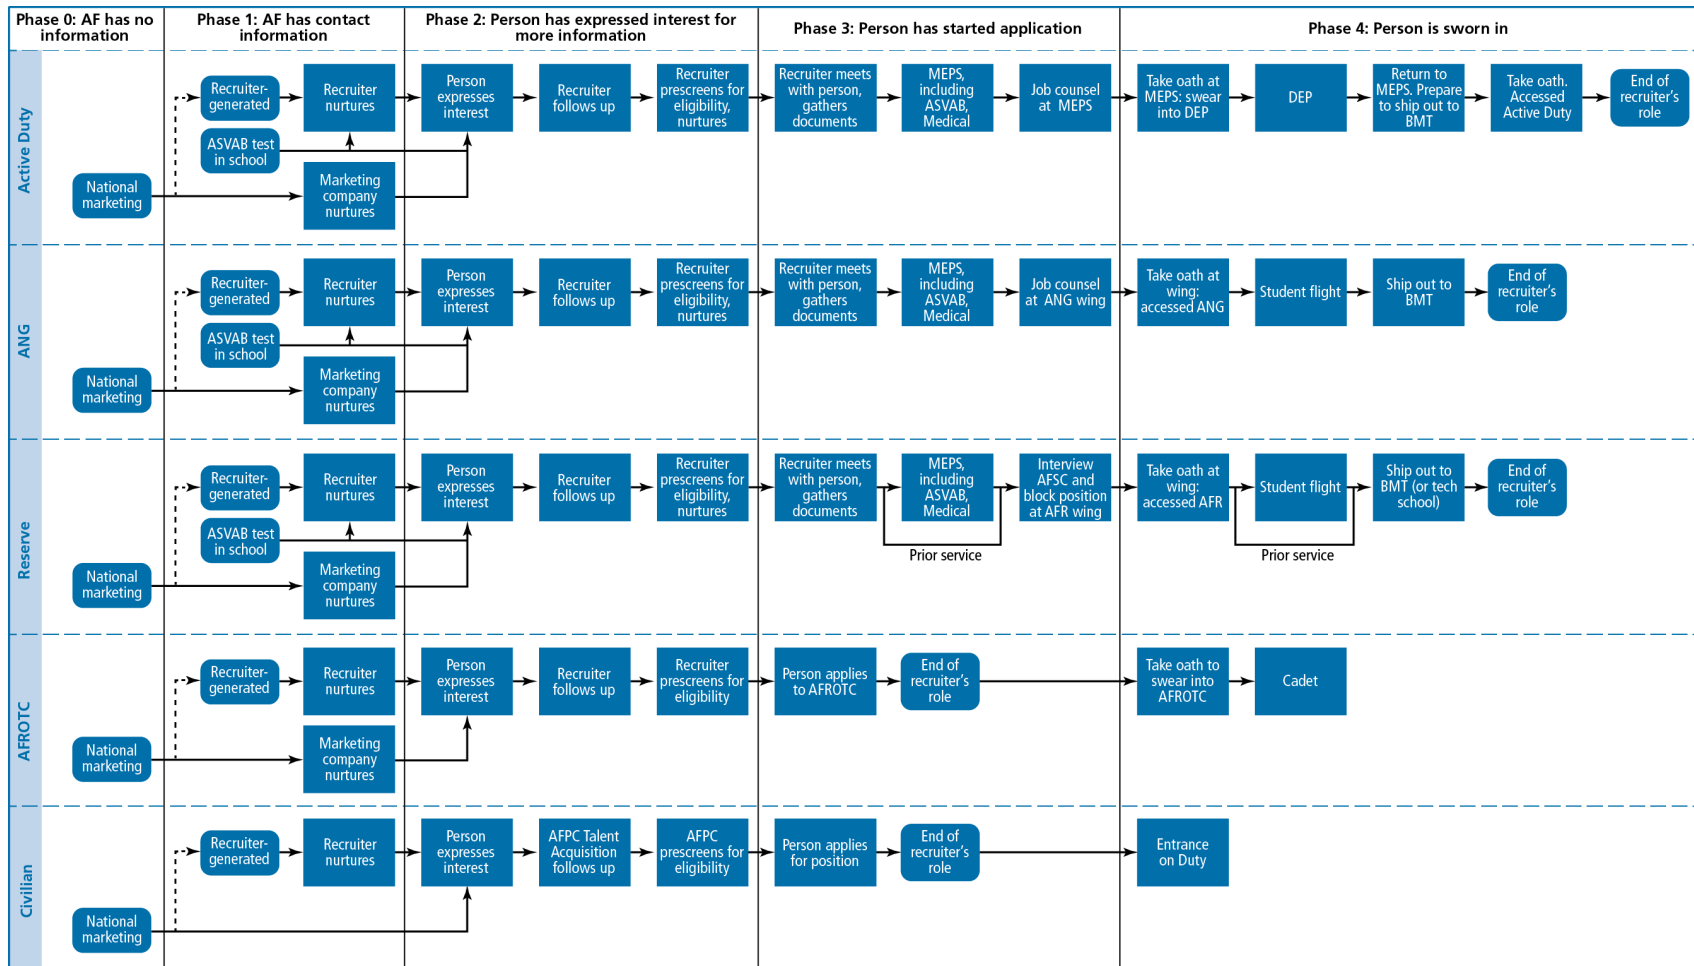 Phase 0: AF has no
information
Phase 1: AF has contact
information
Phase 2: Person has expressed interest for
more information
Phase 3: Person has started application
Phase 4: Person is sworn in
Active Duty
National
marketing
Recruiter-
generated
ASVAB test
in school
Recruiter
nurtures
Marketing
company
nurtures
Person
expresses
interest
Recruiter
follows up
Recruiter
prescreens for
eligibility,
nurtures
Recruiter meets
with person,
gathers
documents
MEPS,
including
ASVAB,
Medical
Job counsel
at MEPS
Take oath at
MEPS: swear
into DEP
DEP
Return to
MEPS. Prepare
to ship out to
BMT
Take oath.
Accessed
Active Duty
End of
recruiter's
role
ANG
National
marketing
Recruiter-
generated
ASVAB test
in school
Recruiter
nurtures
Marketing
company
nurtures
Person
expresses
interest
Recruiter
follows up
Recruiter
prescreens for
eligibility,
nurtures
Recruiter meets
with person,
gathers
documents
MEPS,
including
ASVAB,
Medical
Job counsel
at ANG wing
Take oath at
wing:
accessed ANG
Student flight
Ship out to
BMT
End of
recruiter's
role
Reserve
National
marketing
Recruiter-
generated
ASVAB test
in school
Recruiter
nurtures
Marketing
company
nurtures
Person
expresses
interest
Recruiter
follows up
Recruiter
prescreens for
eligibility,
nurtures
Recruiter meets
with person,
gathers
documents
MEPS,
including
ASVAB,
Medical
Prior service
Interview
AFSC and
block position
at AFR wing
Take oath at
wing:
accessed AFR
Student flight
Prior service
Ship out to
BMT (or tech
school)
End of
recruiter's
role
AFROTC
National
marketing
Recruiter-
generated
Recruiter
nurtures
Marketing
company
nurtures
Person
expresses
interest
Recruiter
follows up
Recruiter
prescreens for
eligibility
Person applies
to AFROTC
End of
recruiter's
role
Take oath to
swear into
AFROTC
Cadet
Civilian
National
marketing
Recruiter-
generated
Recruiter
nurtures
Person
expresses
interest
AFPC Talent
Acquisition
follows up
AFPC
prescreens for
eligibility
Person applies
for position
End of
recruiter's
role
Entrance
on Duty